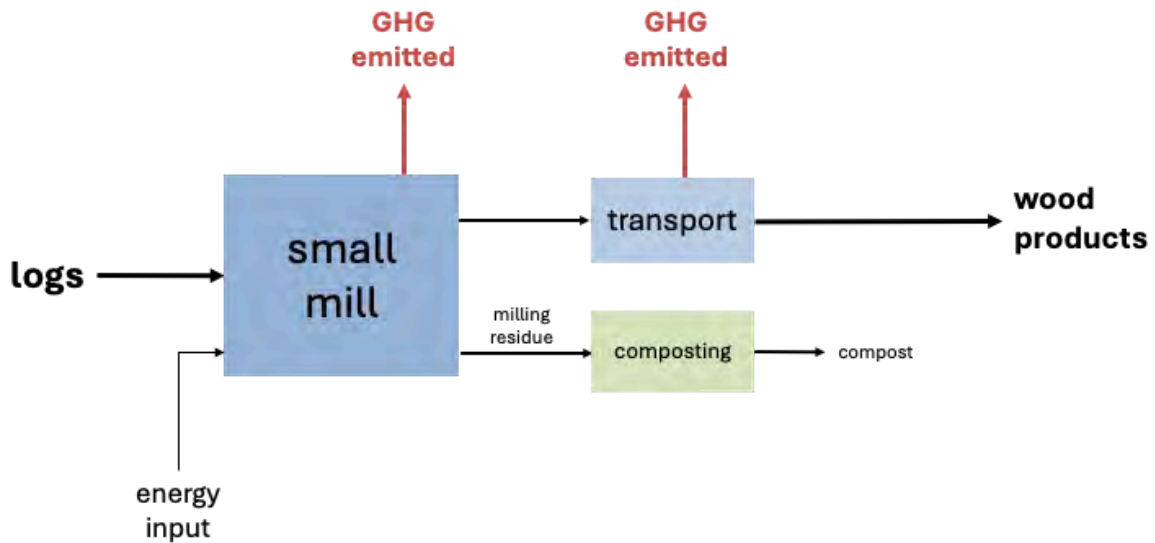 GHG
emitted
GHG
emitted
small
mill
transport
wood
products
logs
milling
residue
composting
compost
energy
input